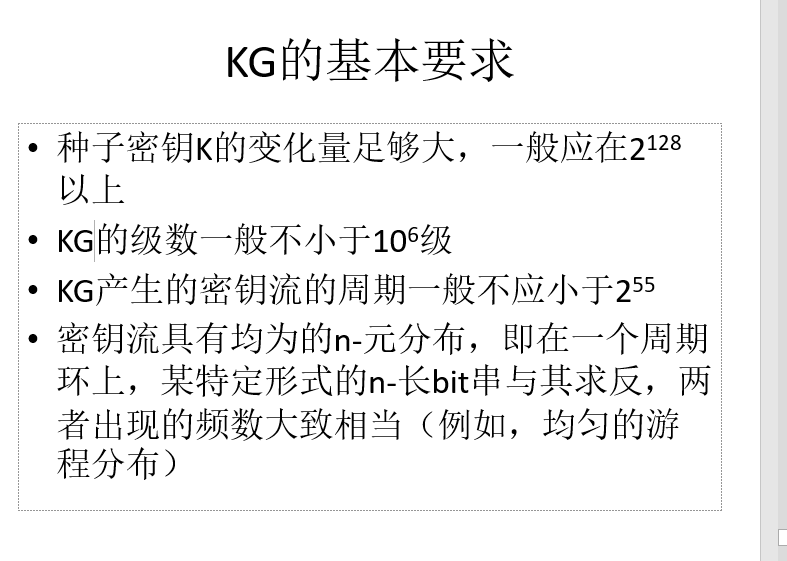 KG的基本要求
• 种子密钥K的变化量足够大，一般应在2¹²⁸
以上
• KG的级数一般不小于10⁶级
• KG产生的密钥流的周期一般不应小于2⁵⁵
• 密钥流具有均为的n-元分布，即在一个周期
环上，某特定形式的n-长bit串与其求反，两
者出现的频数大致相当（例如，均匀的游
程分布）